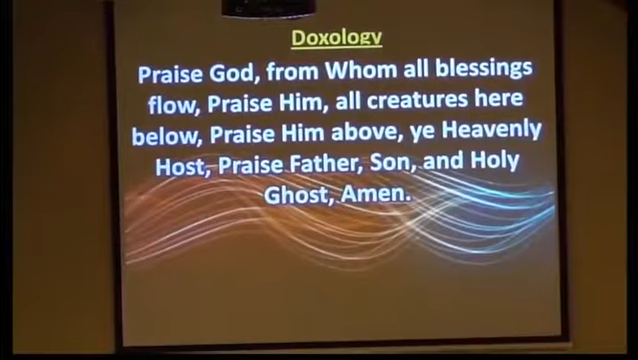 Doxology
Praise God, from Whom all blessings
flow, Praise Him, all creatures here
below, Praise Him above, ye Heavenly
Host, Praise Father, Son, and Holy
Ghost, Amen.